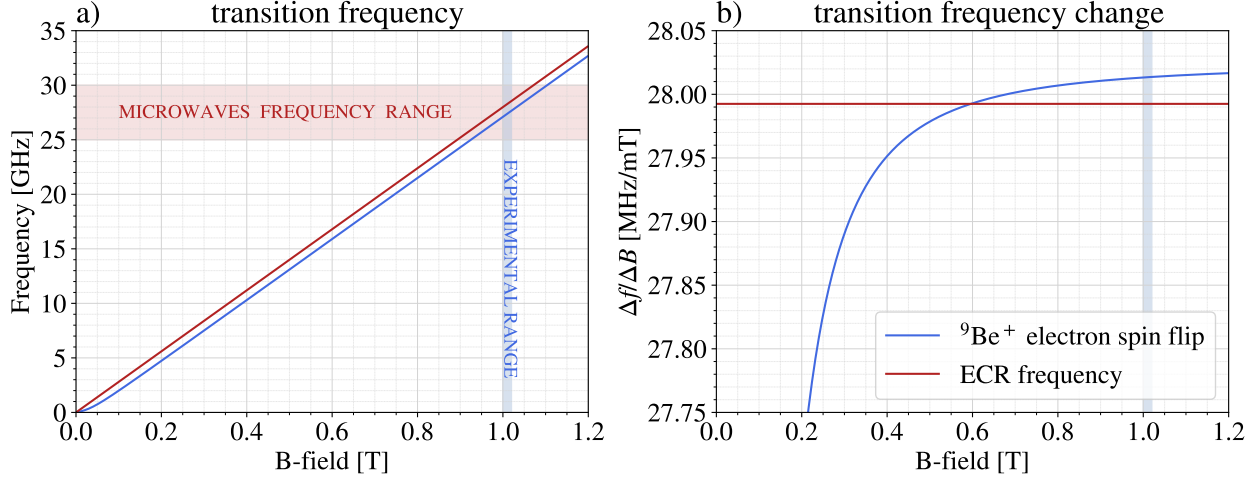 a) transition frequency
Frequency [GHz]
35
30
25
20
15
10
5
0
MICROWAVES FREQUENCY RANGE
EXPERIMENTAL RANGE
0.0 0.2 0.4 0.6 0.8 1.0 1.2
B-field [T]
b) transition frequency change
Δf/ΔB [MHz/mT]
28.05
28.00
27.95
27.90
27.85
27.80
27.75
⁹Be⁺ electron spin flip
ECR frequency
0.0 0.2 0.4 0.6 0.8 1.0 1.2
B-field [T]